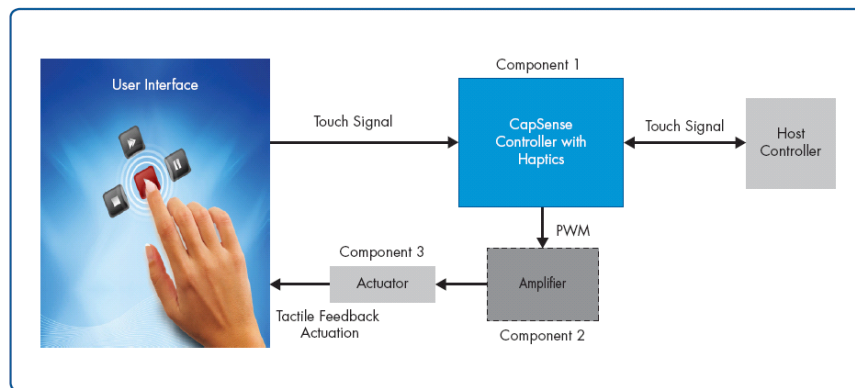 User Interface
Touch Signal
Component 1
CapSense
Controller with
Haptics
Touch Signal
Host
Controller
PWM
Component 3
Actuator
Amplifier
Tactile Feedback
Actuation
Component 2